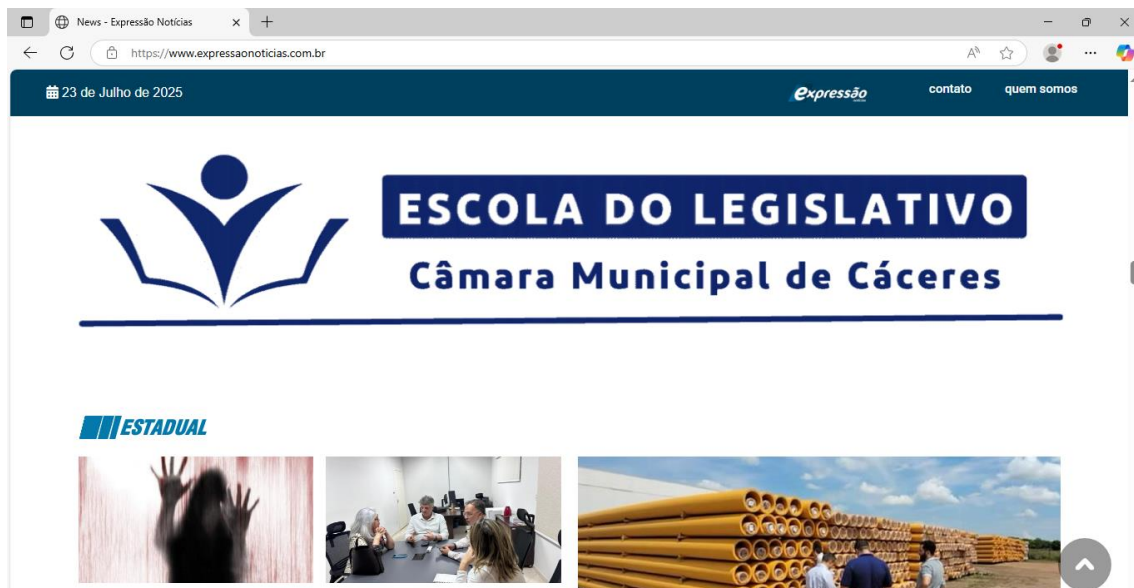 News - Expressão Notícias
https://www.expressaonoticias.com.br
23 de Julho de 2025
expressão
contato
quem somos
ESCOLA DO LEGISLATIVO
Câmara Municipal de Cáceres
ESTADUAL